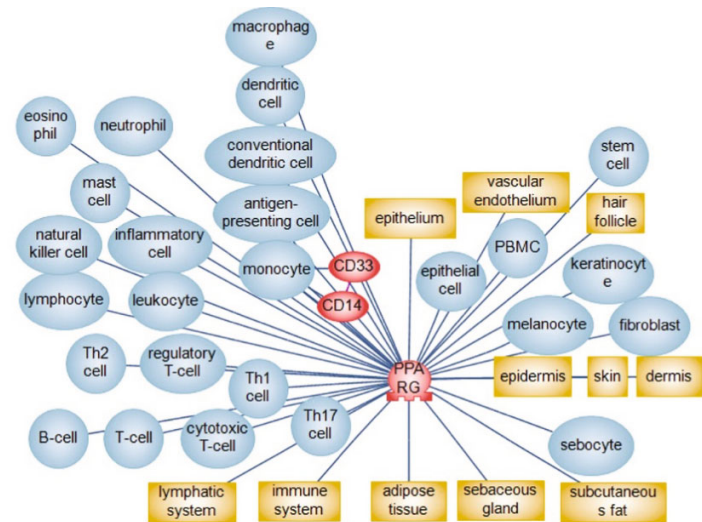 macrophag
e
dendritic
cell
eosino
phil
neutrophil
conventional
dendritic cell
stem
cell
mast
cell
antigen-
presenting cell
vascular
endothelium
hair
follicle
epithelium
natural
killer cell
inflammatory
cell
monocyte
CD33
PBMC
epithelial
cell
keratinocyt
e
lymphocyte
leukocyte
CD14
melanocyte
fibroblast
Th2
cell
regulatory
T-cell
PPA
RG
epidermis
skin
dermis
Th1
cell
B-cell
T-cell
cytotoxic
T-cell
Th17
cell
sebocyte
lymphatic
system
immune
system
adipose
tissue
sebaceous
gland
subcutaneou
s fat